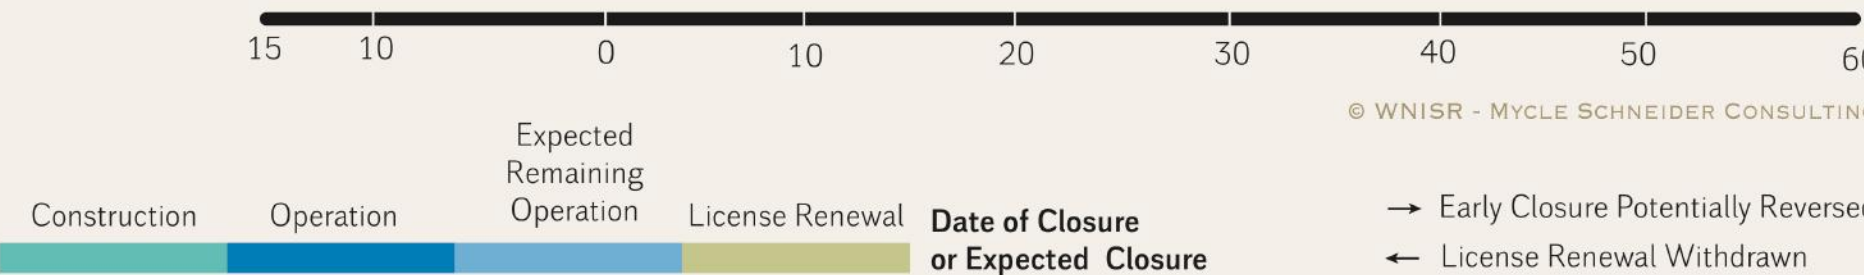 15 10 0 10 20 30 40 50
© WNISR - MYCLE SCHNEIDER
Expected
Remaining
Operation
Construction
Operation
License Renewal
Date of Closure
or Expected Closure
→ Early Closure Potentially
← License Renewal Withdrawn